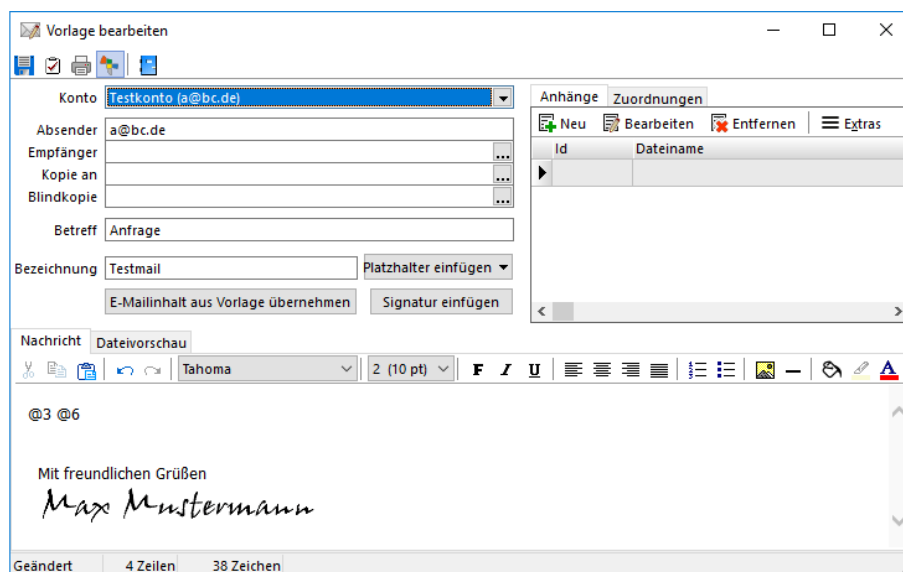 Vorlage bearbeiten
Konto Testkonto (a@bc.de)
Absender a@bc.de
Empfänger ...
Kopie an ...
Blindkopie ...
Betreff Anfrage
Bezeichnung Testmail Platzhalter einfügen
E-Mailinhalt aus Vorlage übernehmen Signatur einfügen
Anhänge Zuordnungen
Neu Bearbeiten Entfernen Extras
Id Dateiname
Nachricht Dateivorschau
Tahoma 2 (10 pt) F I U A
@3 @6
Mit freundlichen Grüßen
Max Mustermann
Geändert 4 Zeilen 38 Zeichen